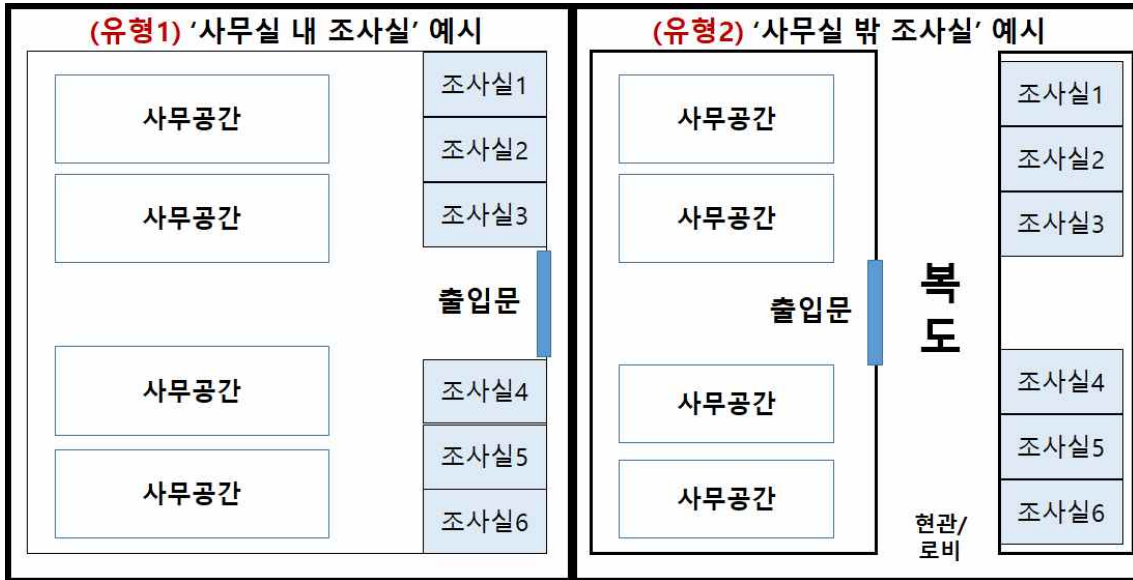 (유형1) ‘사무실 내 조사실’ 예시
사무공간
사무공간
출입문
사무공간
사무공간
조사실1
조사실2
조사실3
조사실4
조사실5
조사실6
(유형2) ‘사무실 밖 조사실’ 예시
사무공간
사무공간
출입문
사무공간
사무공간
복
도
현관/
로비
조사실1
조사실2
조사실3
조사실4
조사실5
조사실6